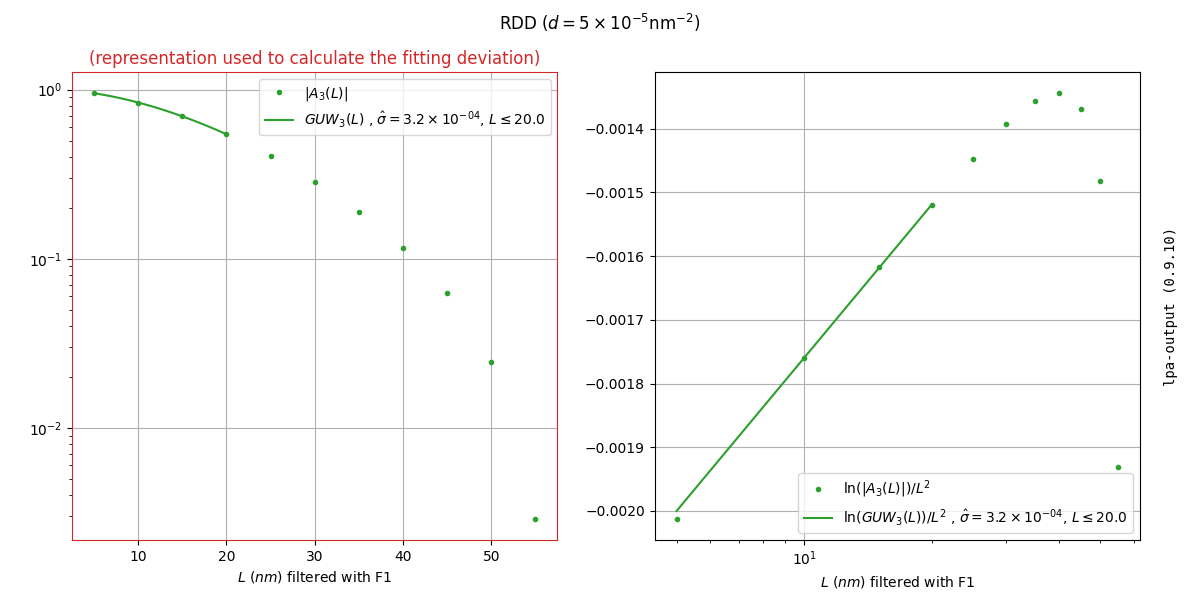 RDD (d = 5 × 10⁻⁵nm⁻²)
(representation used to calculate the fitting deviation)
10⁰
10⁻¹
10⁻²
|A₃(L)|
GUW₃(L) , σ̂ = 3.2 × 10⁻⁰⁴, L ≤ 20.0
10 20 30 40 50
L (nm) filtered with F1
−0.0014
−0.0015
−0.0016
−0.0017
−0.0018
−0.0019
−0.0020
ln(|A₃(L)|)/L²
ln(GUW₃(L))/L² , σ̂ = 3.2 × 10⁻⁰⁴, L ≤ 20.0
10¹
L (nm) filtered with F1
lpa-output (0.9.10)